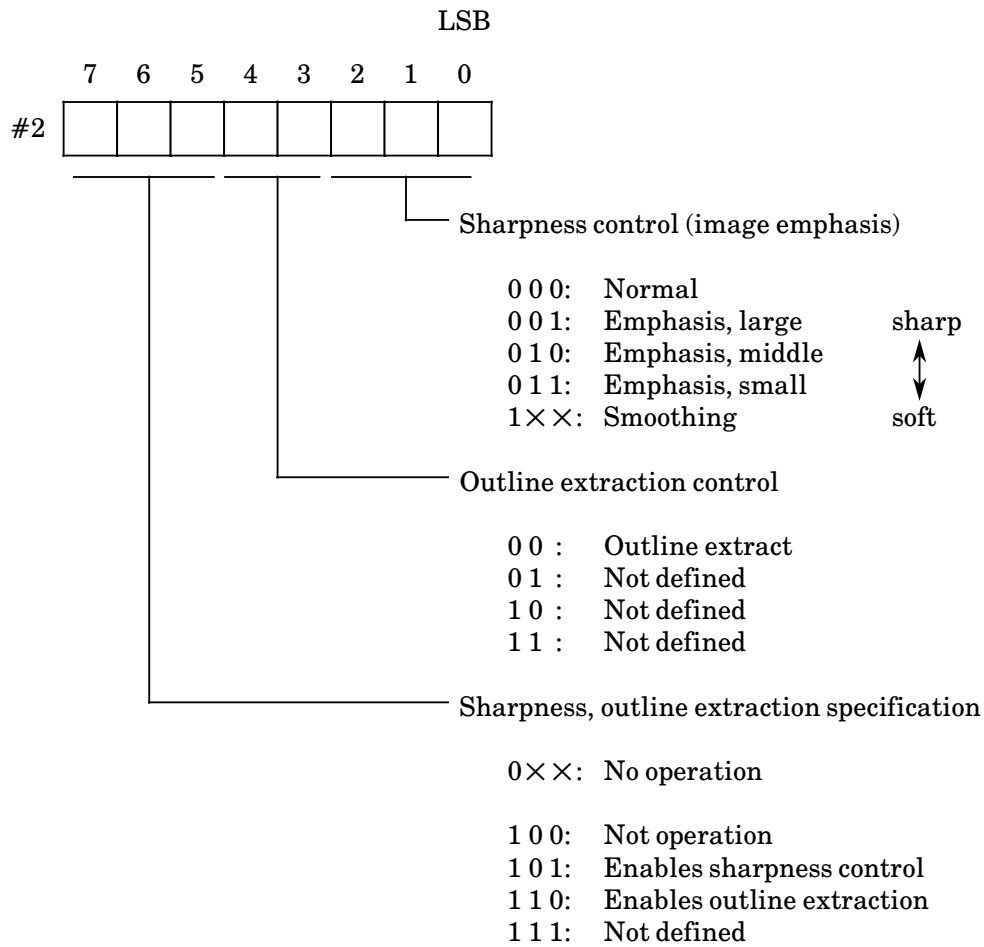 LSB
7 6 5 4 3 2 1 0
#2
Sharpness control (image emphasis)
0 0 0: Normal
0 0 1: Emphasis, large sharp
0 1 0: Emphasis, middle
0 1 1: Emphasis, small
1××: Smoothing soft
Outline extraction control
0 0 : Outline extract
0 1 : Not defined
1 0 : Not defined
1 1 : Not defined
Sharpness, outline extraction specification
0××: No operation
1 0 0: Not operation
1 0 1: Enables sharpness control
1 1 0: Enables outline extraction
1 1 1: Not defined